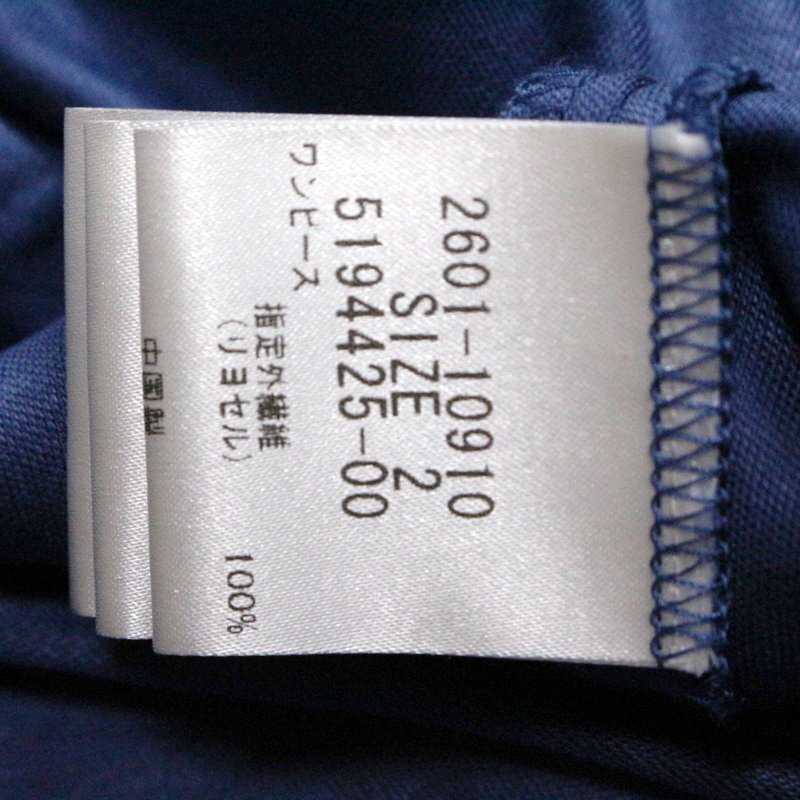 2601-10910
SIZE 2
5194425-00
ワンピース
指定外繊維
(リヨセル) 100%
中国製